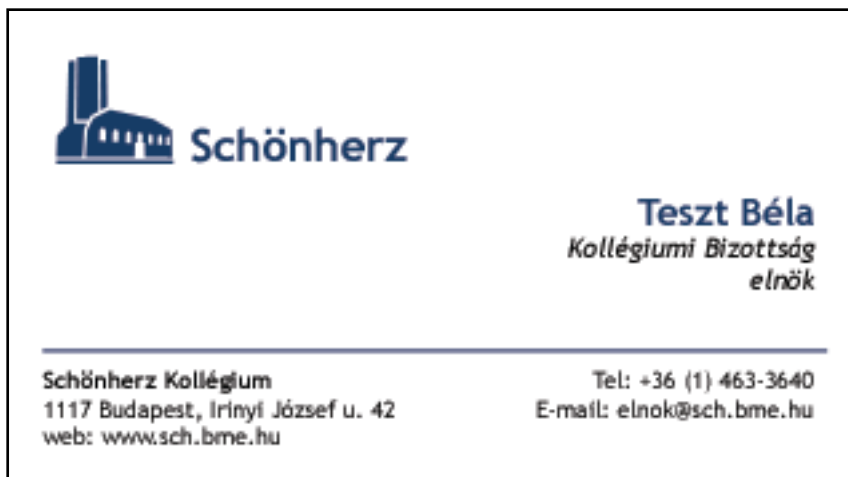 Schönherz
Teszt Béla
Kollégiumi Bizottság
elnök
Schönherz Kollégium
1117 Budapest, Irinyi József u. 42
web: www.sch.bme.hu
Tel: +36 (1) 463-3640
E-mail: elnok@sch.bme.hu